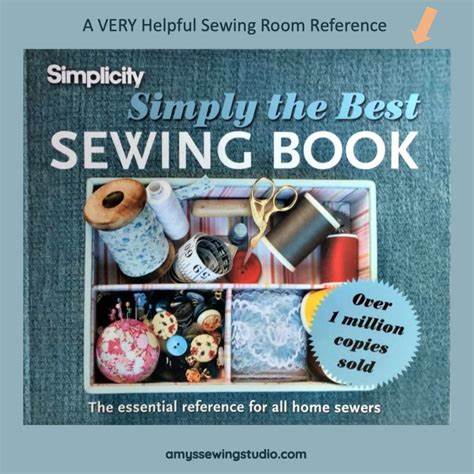 A VERY Helpful Sewing Room Reference
Simplicity
Simply the Best
SEWING BOOK
Over
1 million
copies
sold
The essential reference for all home sewers
amyssewingstudio.com